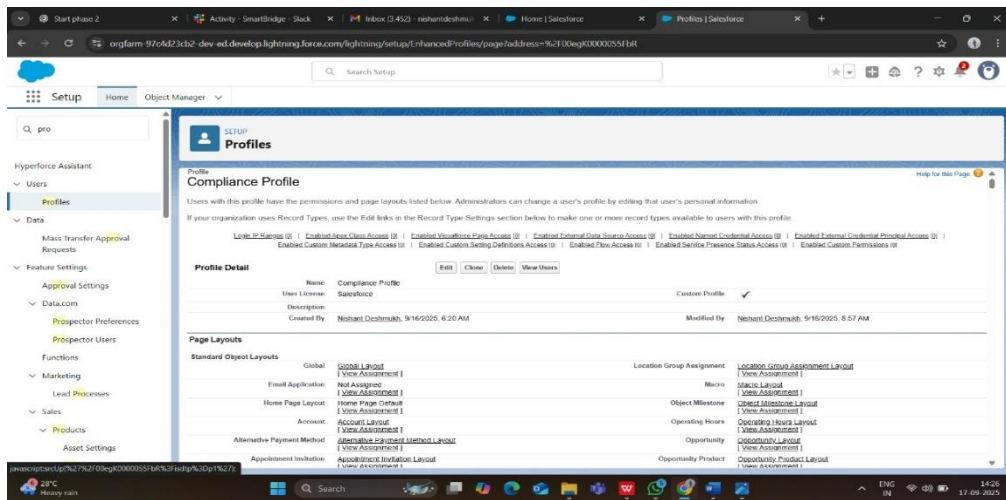 Start phase 2
Activity - SmartBridge - Slack
Inbox (3,452) - nishantdeshmu
Home | Salesforce
Profiles | Salesforce
orgfarm-97c4d23cb2-dev-ed.develop.lightning.force.com/lightning/setup/EnhancedProfiles/page?address=%2F00egK0000055FbR
Search Setup
Setup
Home
Object Manager
pro
SETUP
Profiles
Hyperforce Assistant
Users
Profiles
Data
Mass Transfer Approval
Requests
Feature Settings
Approval Settings
Data.com
Prospector Preferences
Prospector Users
Functions
Marketing
Lead Processes
Sales
Products
Asset Settings
Profile
Compliance Profile
Help for this Page
Users with this profile have the permissions and page layouts listed below. Administrators can change a user's profile by editing that user's personal information.
If your organization uses Record Types, use the Edit links in the Record Type Settings section below to make one or more record types available to users with this profile.
Login IP Ranges [0] | Enabled Apex Class Access [0] | Enabled Visualforce Page Access [0] | Enabled External Data Source Access [0] | Enabled Named Credential Access [0] | Enabled External Credential Principal Access [0] |
Enabled Custom Metadata Type Access [0] | Enabled Custom Setting Definitions Access [0] | Enabled Flow Access [0] | Enabled Service Presence Status Access [0] | Enabled Custom Permissions [0]
Profile Detail
Edit Clone Delete View Users
Name Compliance Profile
User License Salesforce Custom Profile
Description
Created By Nishant Deshmukh, 9/16/2025, 6:20 AM Modified By Nishant Deshmukh, 9/16/2025, 8:57 AM
Page Layouts
Standard Object Layouts
Global Global Layout Location Group Assignment Location Group Assignment Layout
[ View Assignment ] [ View Assignment ]
Email Application Not Assigned Macro Macro Layout
[ View Assignment ] [ View Assignment ]
Home Page Layout Home Page Default Object Milestone Object Milestone Layout
[ View Assignment ] [ View Assignment ]
Account Account Layout Operating Hours Operating Hours Layout
[ View Assignment ] [ View Assignment ]
Alternative Payment Method Alternative Payment Method Layout Opportunity Opportunity Layout
[ View Assignment ] [ View Assignment ]
Appointment Invitation Appointment Invitation Layout Opportunity Product Opportunity Product Layout
[ View Assignment ] [ View Assignment ]
javascript:srcUp(%27%2F00egK0000055FbR%3Fisdtp%3Dp1%27);
28°C
Heavy rain
Search
ENG
IN
14:26
17-09-2025